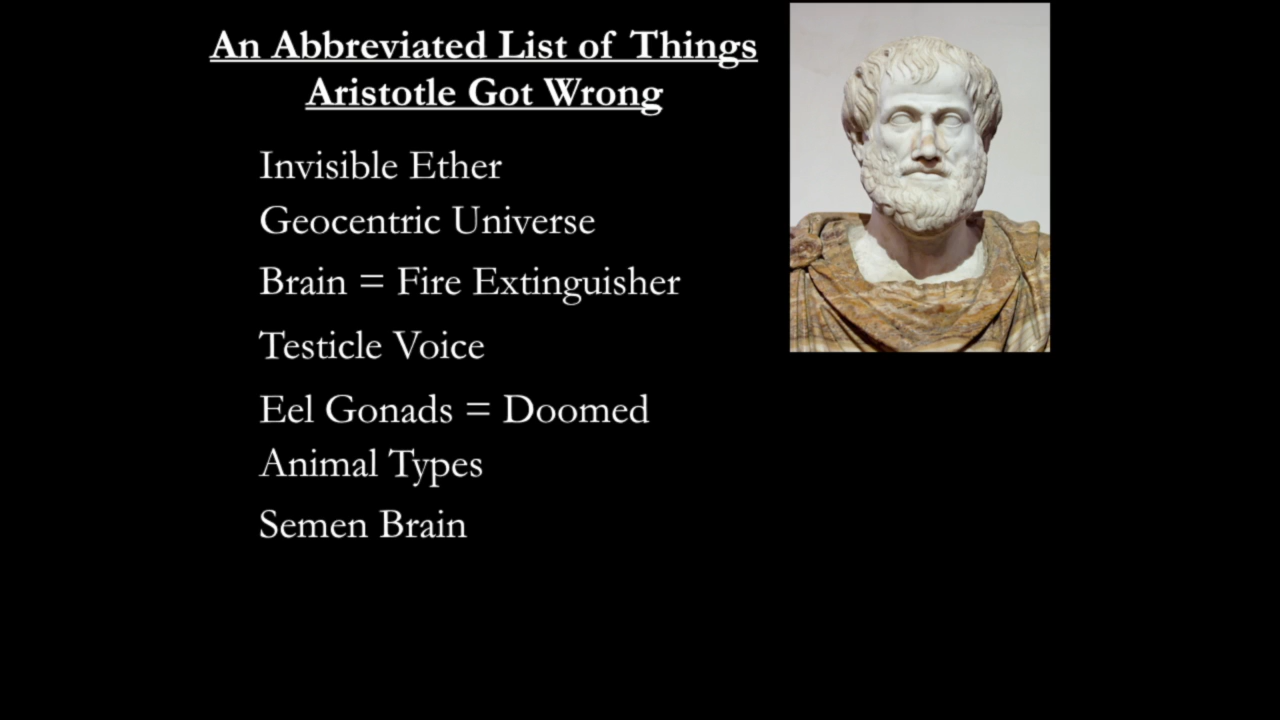 An Abbreviated List of Things
Aristotle Got Wrong
Invisible Ether
Geocentric Universe
Brain = Fire Extinguisher
Testicle Voice
Eel Gonads = Doomed
Animal Types
Semen Brain